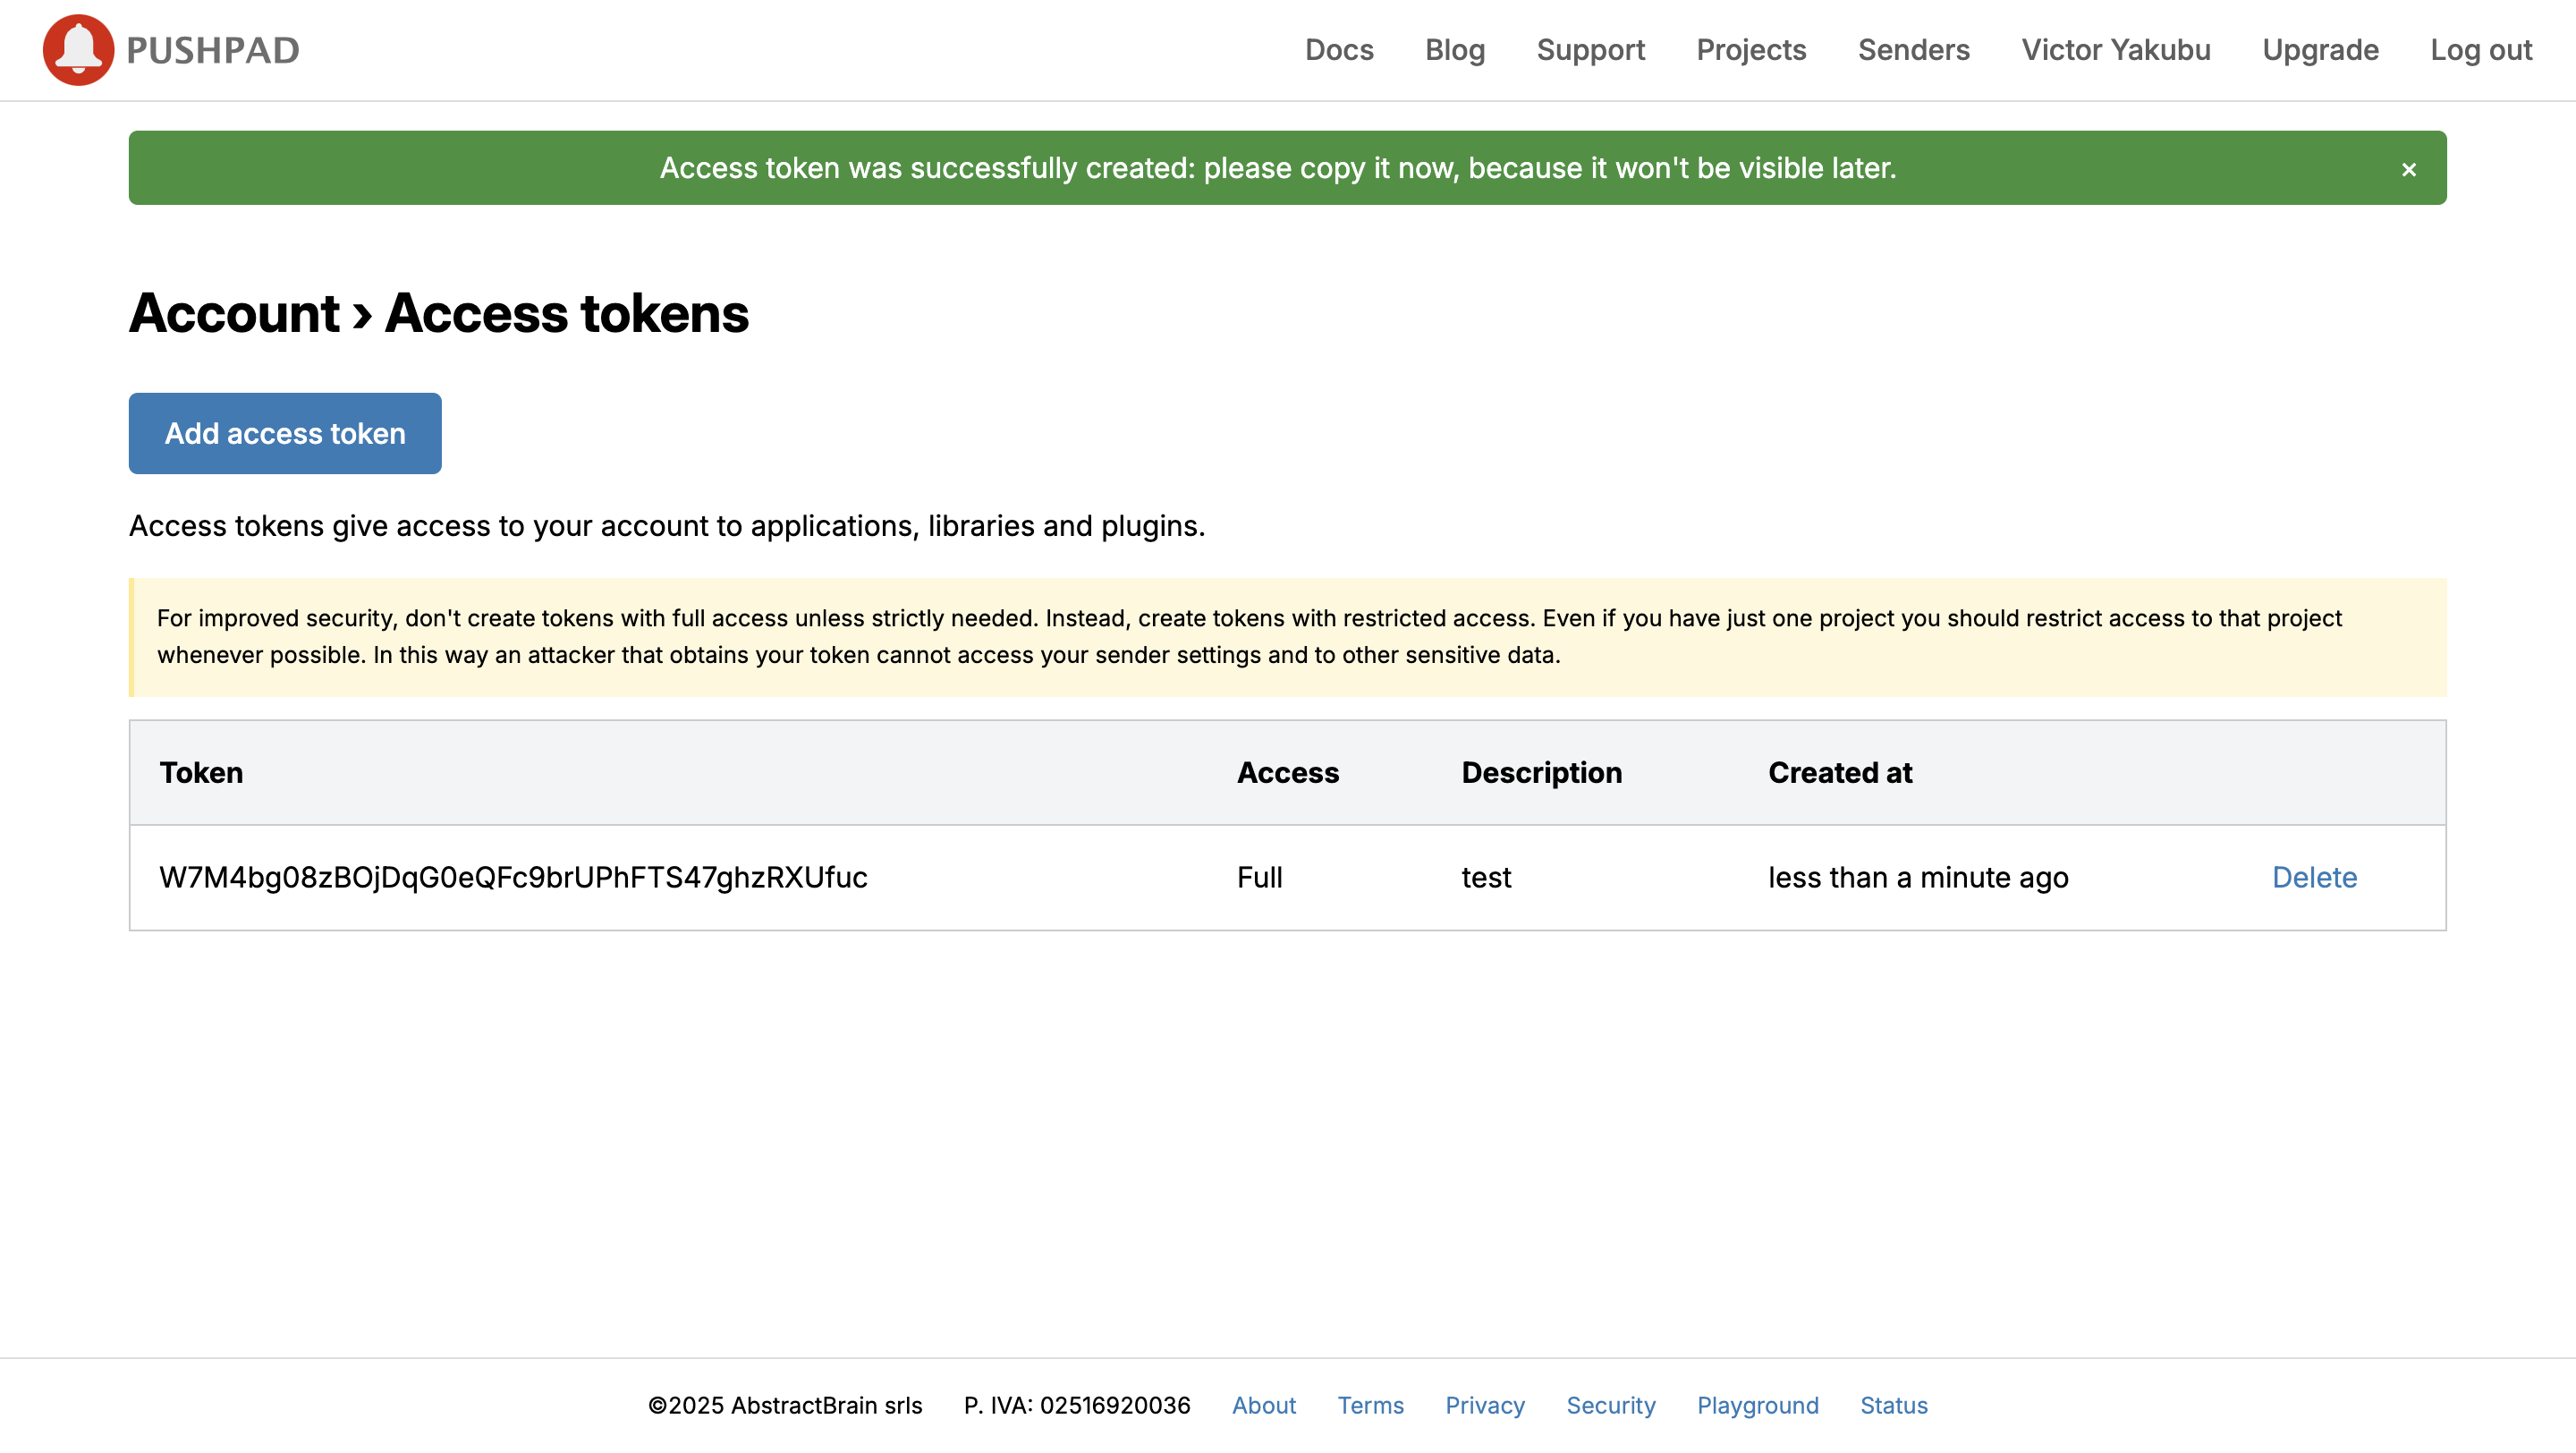 PUSHPAD
Docs Blog Support Projects Senders Victor Yakubu Upgrade Log out
Access token was successfully created: please copy it now, because it won't be visible later. ×
Account › Access tokens
Add access token
Access tokens give access to your account to applications, libraries and plugins.
For improved security, don't create tokens with full access unless strictly needed. Instead, create tokens with restricted access. Even if you have just one project you should restrict access to that project
whenever possible. In this way an attacker that obtains your token cannot access your sender settings and to other sensitive data.
Token Access Description Created at
W7M4bg08zBOjDqG0eQFc9brUPhFTS47ghzRXUfuc Full test less than a minute ago Delete
©2025 AbstractBrain srls P. IVA: 02516920036 About Terms Privacy Security Playground Status